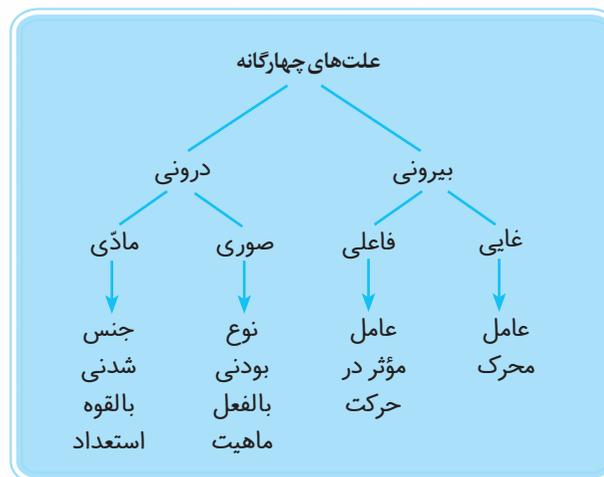 علت‌های چهارگانه
بیرونی درونی
غایی فاعلی صوری مادّی
عامل عامل نوع جنس
محرک مؤثر در بودنی شدنی
حرکت بالفعل بالقوه
ماهیت استعداد